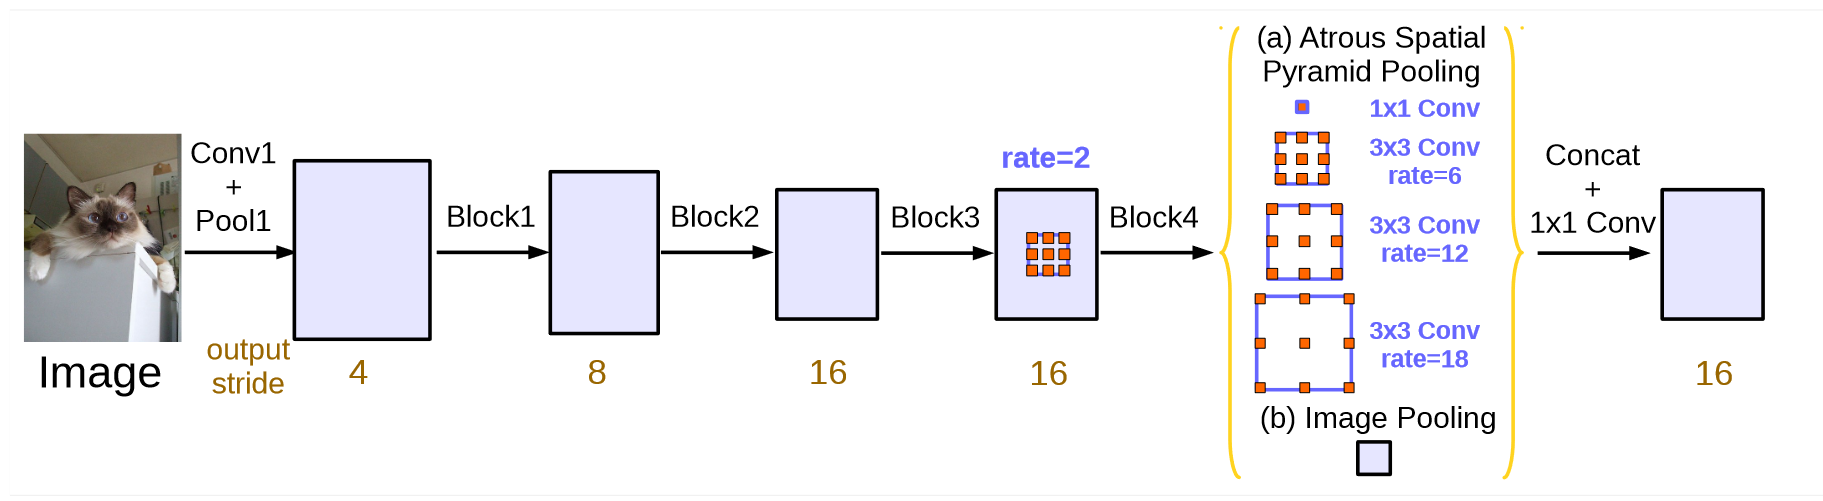 Image
Conv1
+
Pool1
output
stride
4
Block1
8
Block2
16
Block3
rate=2
16
Block4
(a) Atrous Spatial
Pyramid Pooling
1x1 Conv
3x3 Conv
rate=6
3x3 Conv
rate=12
3x3 Conv
rate=18
(b) Image Pooling
Concat
+
1x1 Conv
16